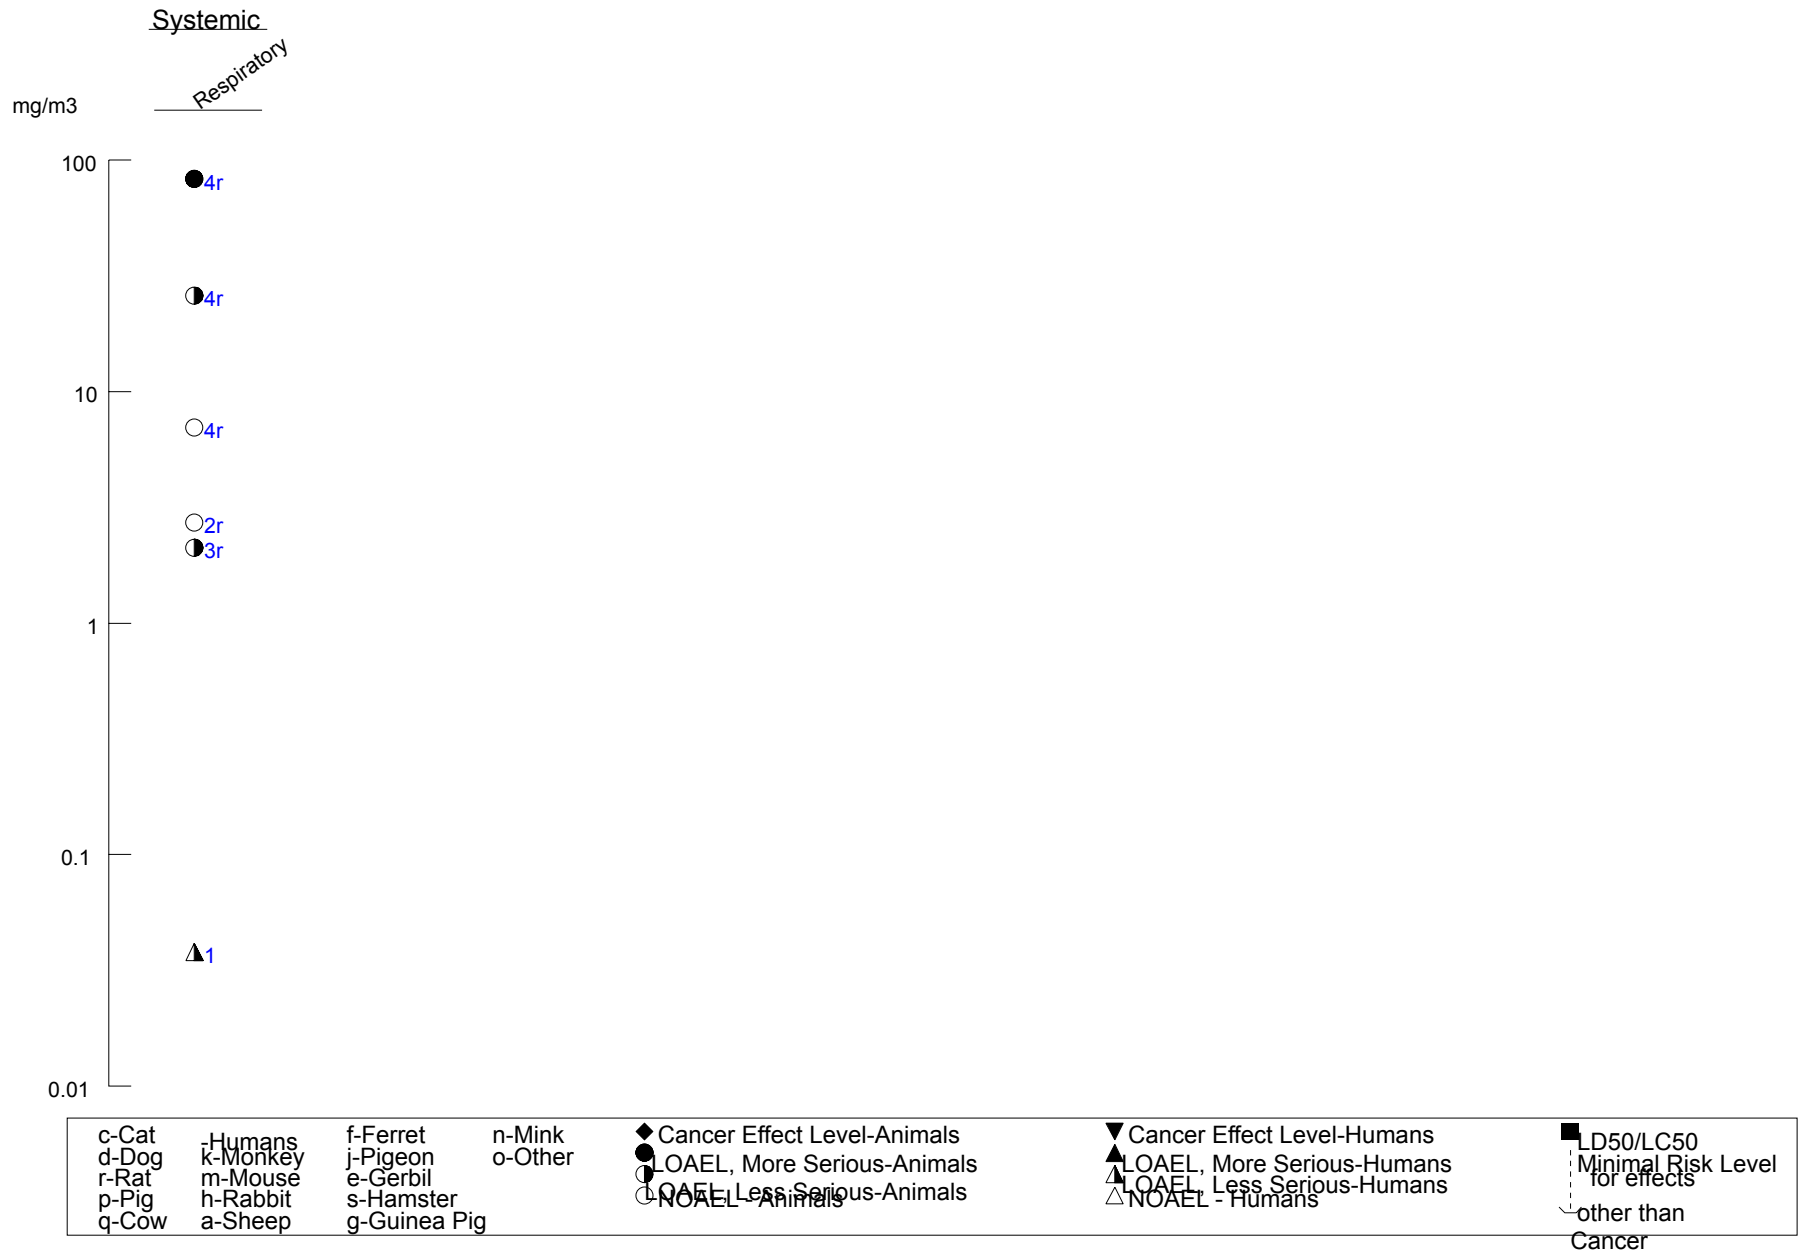 Systemic
Respiratory
mg/m3
100
4r
4r
10
4r
2r
3r
1
0.1
1
0.01
c-Cat
d-Dog
r-Rat
p-Pig
q-Cow
-Humans
k-Monkey
m-Mouse
h-Rabbit
a-Sheep
f-Ferret
j-Pigeon
e-Gerbil
s-Hamster
g-Guinea Pig
n-Mink
o-Other
Cancer Effect Level-Animals
LOAEL, More Serious-Animals
LOAEL, Less Serious-Animals
NOAEL - Animals
Cancer Effect Level-Humans
LOAEL, More Serious-Humans
LOAEL, Less Serious-Humans
NOAEL - Humans
LD50/LC50
Minimal Risk Level
for effects
other than
Cancer